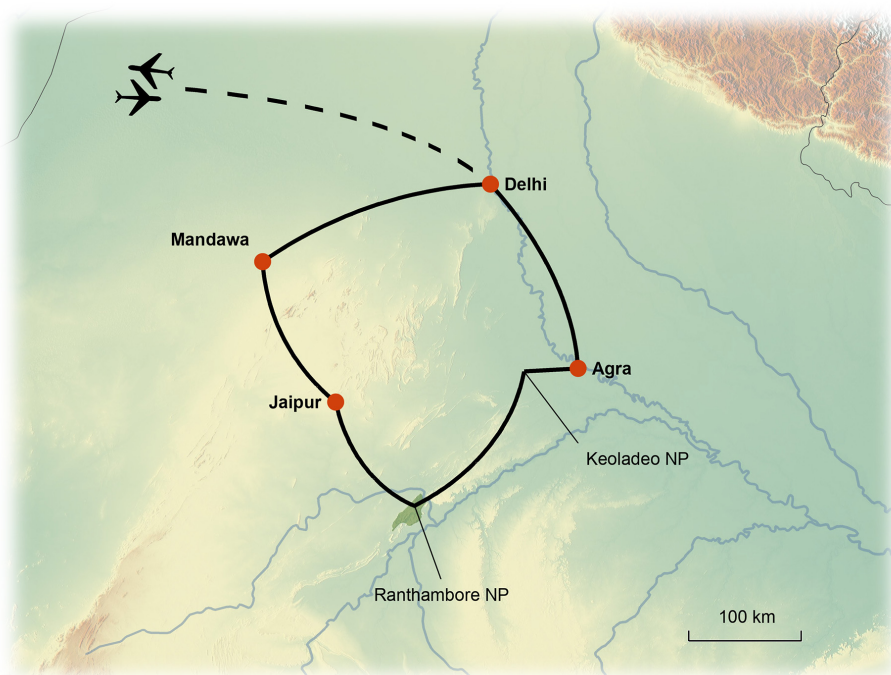 Delhi
Mandawa
Agra
Jaipur
Keoladeo NP
Ranthambore NP
100 km